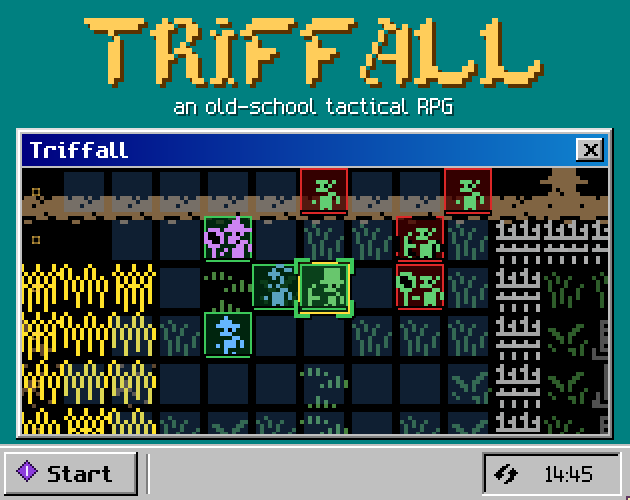 TRIFFALL
an old-school tactical RPG
Triffall
Start
14:45